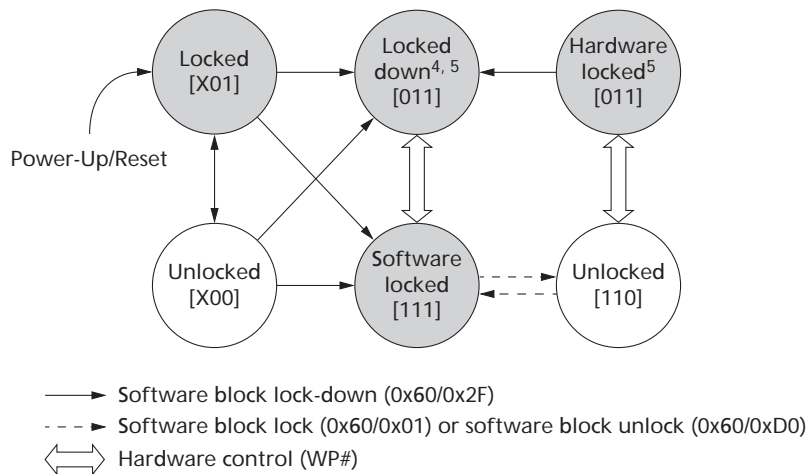 Locked
[X01]
Locked
down4, 5
[011]
Hardware
locked5
[011]
Power-Up/Reset
Unlocked
[X00]
Software
locked
[111]
Unlocked
[110]
Software block lock-down (0x60/0x2F)
Software block lock (0x60/0x01) or software block unlock (0x60/0xD0)
Hardware control (WP#)